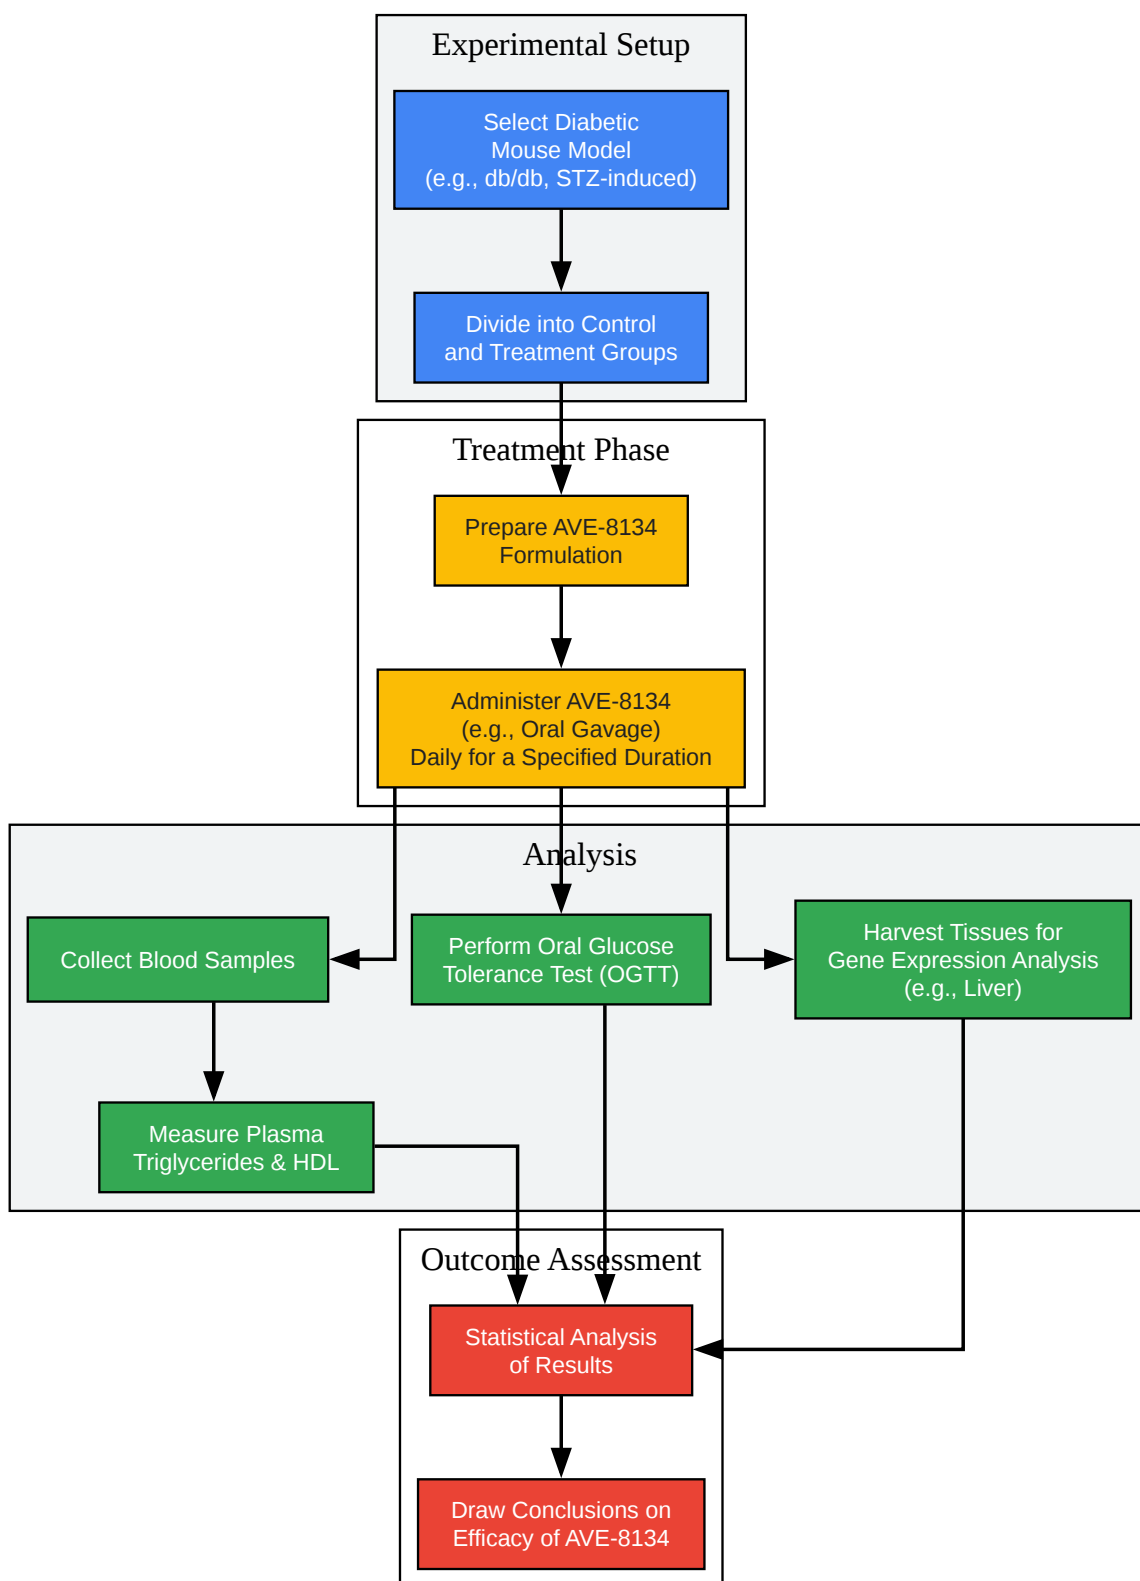 Experimental Setup
Select Diabetic
Mouse Model
(e.g., db/db, STZ-induced)
Divide into Control
and Treatment Groups
Treatment Phase
Prepare AVE-8134
Formulation
Administer AVE-8134
(e.g., Oral Gavage)
Daily for a Specified Duration
Analysis
Collect Blood Samples
Perform Oral Glucose
Tolerance Test (OGTT)
Harvest Tissues for
Gene Expression Analysis
(e.g., Liver)
Measure Plasma
Triglycerides & HDL
Outcome Assessment
Statistical Analysis
of Results
Draw Conclusions on
Efficacy of AVE-8134